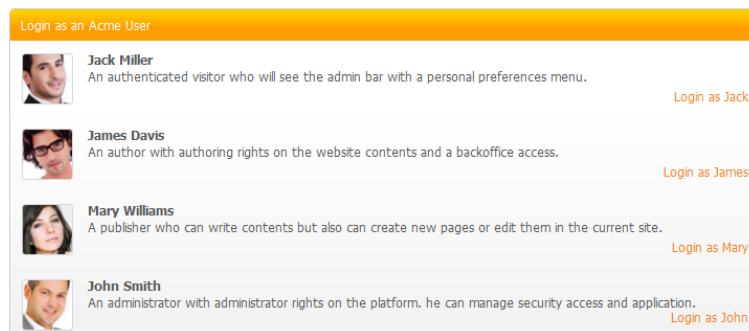 Login as an Acme User
Jack Miller
An authenticated visitor who will see the admin bar with a personal preferences menu.
Login as Jack
James Davis
An author with authoring rights on the website contents and a backoffice access.
Login as James
Mary Williams
A publisher who can write contents but also can create new pages or edit them in the current site.
Login as Mary
John Smith
An administrator with administrator rights on the platform. he can manage security access and application.
Login as John